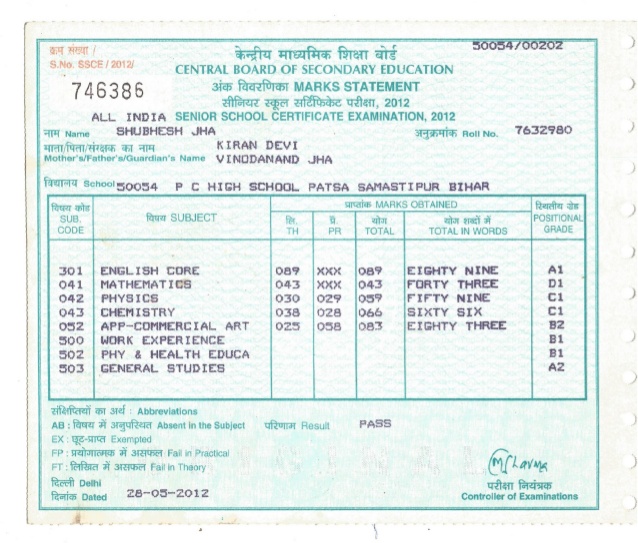 क्रम संख्या / 50054/00202
S.No. SSCE / 2012/
746386
केन्द्रीय माध्यमिक शिक्षा बोर्ड
CENTRAL BOARD OF SECONDARY EDUCATION
अंक विवरणिका MARKS STATEMENT
सीनियर स्कूल सर्टिफिकेट परीक्षा, 2012
ALL INDIA SENIOR SCHOOL CERTIFICATE EXAMINATION, 2012
नाम Name SHUBHESH JHA अनुक्रमांक Roll No. 7632980
माता/पिता/संरक्षक का नाम KIRAN DEVI
Mother's/Father's/Guardian's Name VINODANAND JHA
विद्यालय School 50054 P C HIGH SCHOOL PATSA SAMASTIPUR BIHAR
विषय कोड SUB. CODE विषय SUBJECT प्राप्तांक MARKS OBTAINED स्थितीय ग्रेड POSITIONAL GRADE
लि. TH प्रै. PR योग TOTAL योग शब्दों में TOTAL IN WORDS
301 ENGLISH CORE 089 XXX 089 EIGHTY NINE A1
041 MATHEMATICS 043 XXX 043 FORTY THREE D1
042 PHYSICS 030 029 059 FIFTY NINE C1
043 CHEMISTRY 038 028 066 SIXTY SIX C1
052 APP-COMMERCIAL ART 025 058 083 EIGHTY THREE B2
500 WORK EXPERIENCE B1
502 PHY & HEALTH EDUCA B1
503 GENERAL STUDIES A2
संक्षिप्तियों का अर्थ : Abbreviations
AB : विषय में अनुपस्थित Absent in the Subject परिणाम Result PASS
EX : छूट-प्राप्त Exempted
FP : प्रयोगात्मक में असफल Fail in Practical
FT : लिखित में असफल Fail in Theory
दिल्ली Delhi
दिनांक Dated 28-05-2012
परीक्षा नियंत्रक
Controller of Examinations